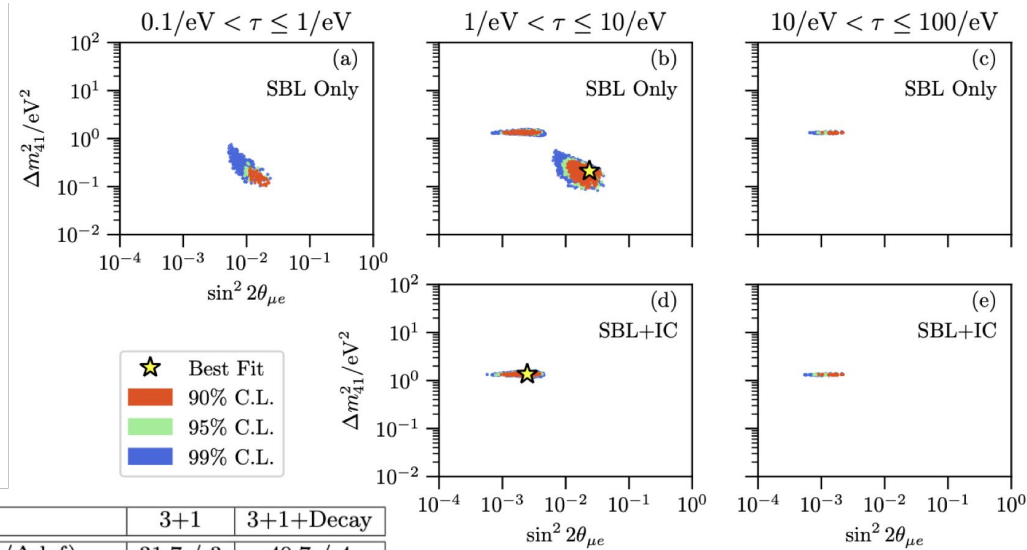 0.1/eV < τ ≤ 1/eV
1/eV < τ ≤ 10/eV
10/eV < τ ≤ 100/eV
(a)
SBL Only
(b)
SBL Only
(c)
SBL Only
Δm²₄₁/eV²
10²
10¹
10⁰
10⁻¹
10⁻²
10⁻⁴ 10⁻³ 10⁻² 10⁻¹ 10⁰
sin² 2θμe
(d)
SBL+IC
(e)
SBL+IC
Δm²₄₁/eV²
10²
10¹
10⁰
10⁻¹
10⁻²
10⁻⁴ 10⁻³ 10⁻² 10⁻¹ 10⁰
sin² 2θμe
10⁻⁴ 10⁻³ 10⁻² 10⁻¹ 10⁰
sin² 2θμe
Best Fit
90% C.L.
95% C.L.
99% C.L.
3+1 3+1+Decay